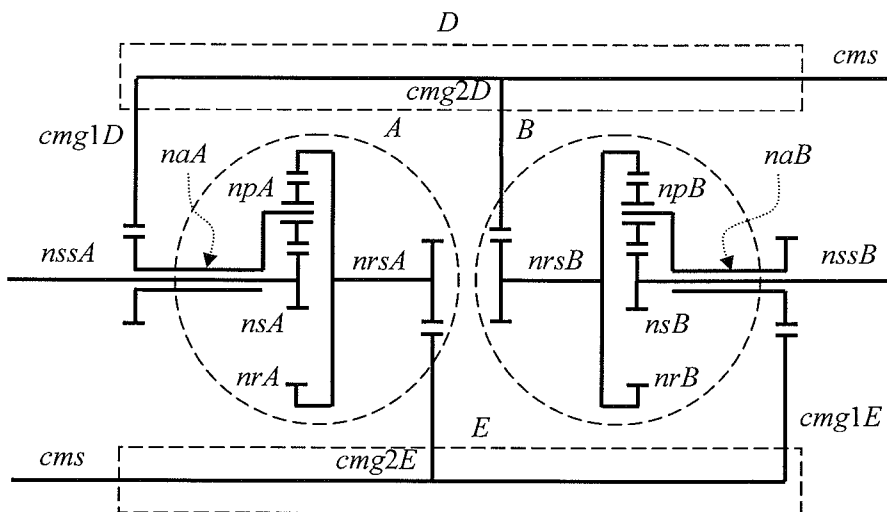 D
cms
cmg2D
cmg1D
A
B
naA
naB
npA
npB
nssA
nrsA
nrsB
nssB
nsA
nsB
nrA
nrB
cmg1E
E
cms
cmg2E